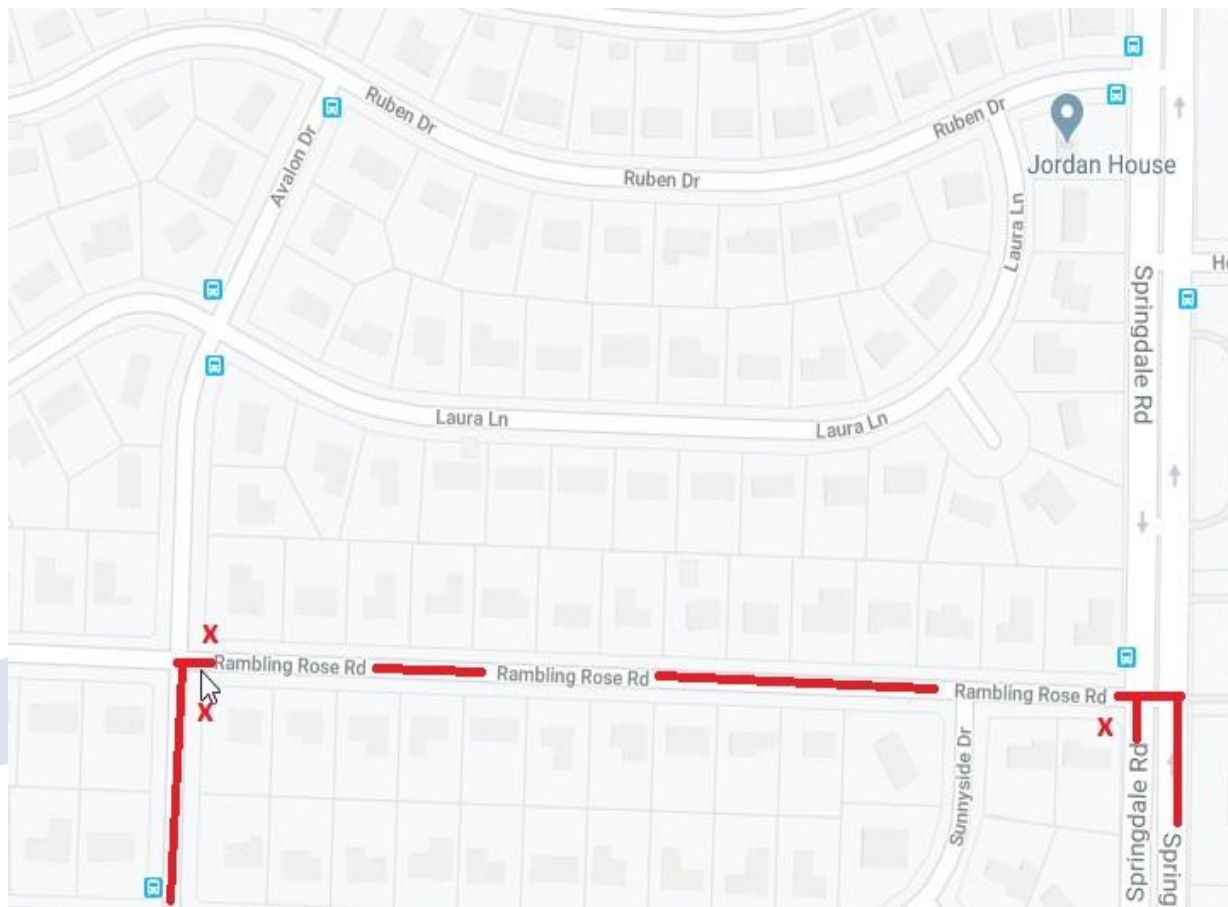 Ruben Dr
Ruben Dr
Jordan House
Avalon Dr
Ruben Dr
Laura Ln
Springdale Rd
Laura Ln
Laura Ln
X
Rambling Rose Rd
Rambling Rose Rd
Rambling Rose Rd
X
X
Sunnyside Dr
Springdale Rd
Spring